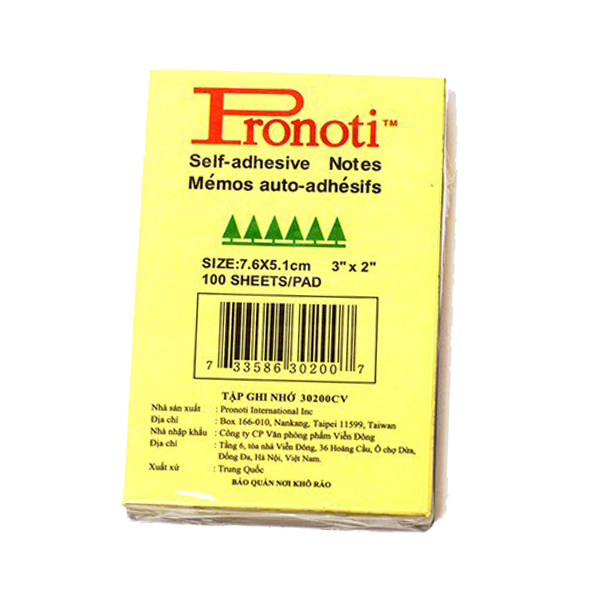 Pronoti™
Self-adhesive Notes
Mémos auto-adhésifs
SIZE:7.6X5.1cm 3" x 2"
100 SHEETS/PAD
7 33586 30200 7
TẬP GHI NHỚ 30200CV
Nhà sản xuất : Pronoti International Inc
Địa chỉ : Box 166-010, Nankang, Taipei 11599, Taiwan
Nhà nhập khẩu : Công ty CP Văn phòng phẩm Viễn Đông
Địa chỉ : Tầng 6, tòa nhà Viễn Đông, 36 Hoàng Cầu, Ô chợ Dừa,
Đống Đa, Hà Nội, Việt Nam.
Xuất xứ : Trung Quốc
BẢO QUẢN NƠI KHÔ RÁO